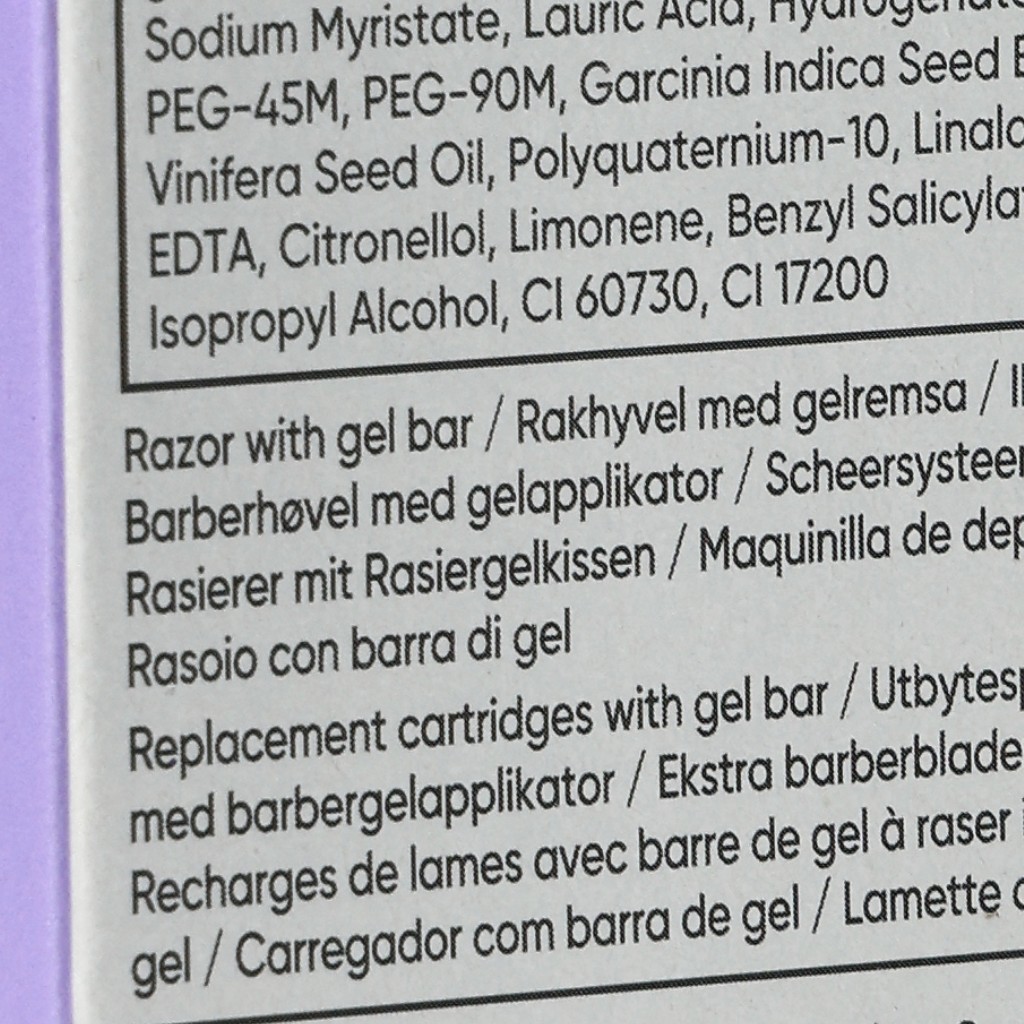 Sodium Myristate, Lauric Acid,
PEG-45M, PEG-90M, Garcinia Indica Seed
Vinifera Seed Oil, Polyquaternium-10,
EDTA, Citronellol, Limonene, Benzyl
Isopropyl Alcohol, CI 60730, CI 17200
Razor with gel bar / Rakhyvel med gelremsa /
Barberhøvel med gelapplikator /
Rasierer mit Rasiergelkissen / Maquinilla de
Rasoio con barra di gel
Replacement cartridges with gel bar /
med barbergelapplikator / Ekstra
Recharges de lames avec barre de gel à raser
gel / Carregador com barra de gel / Lamette